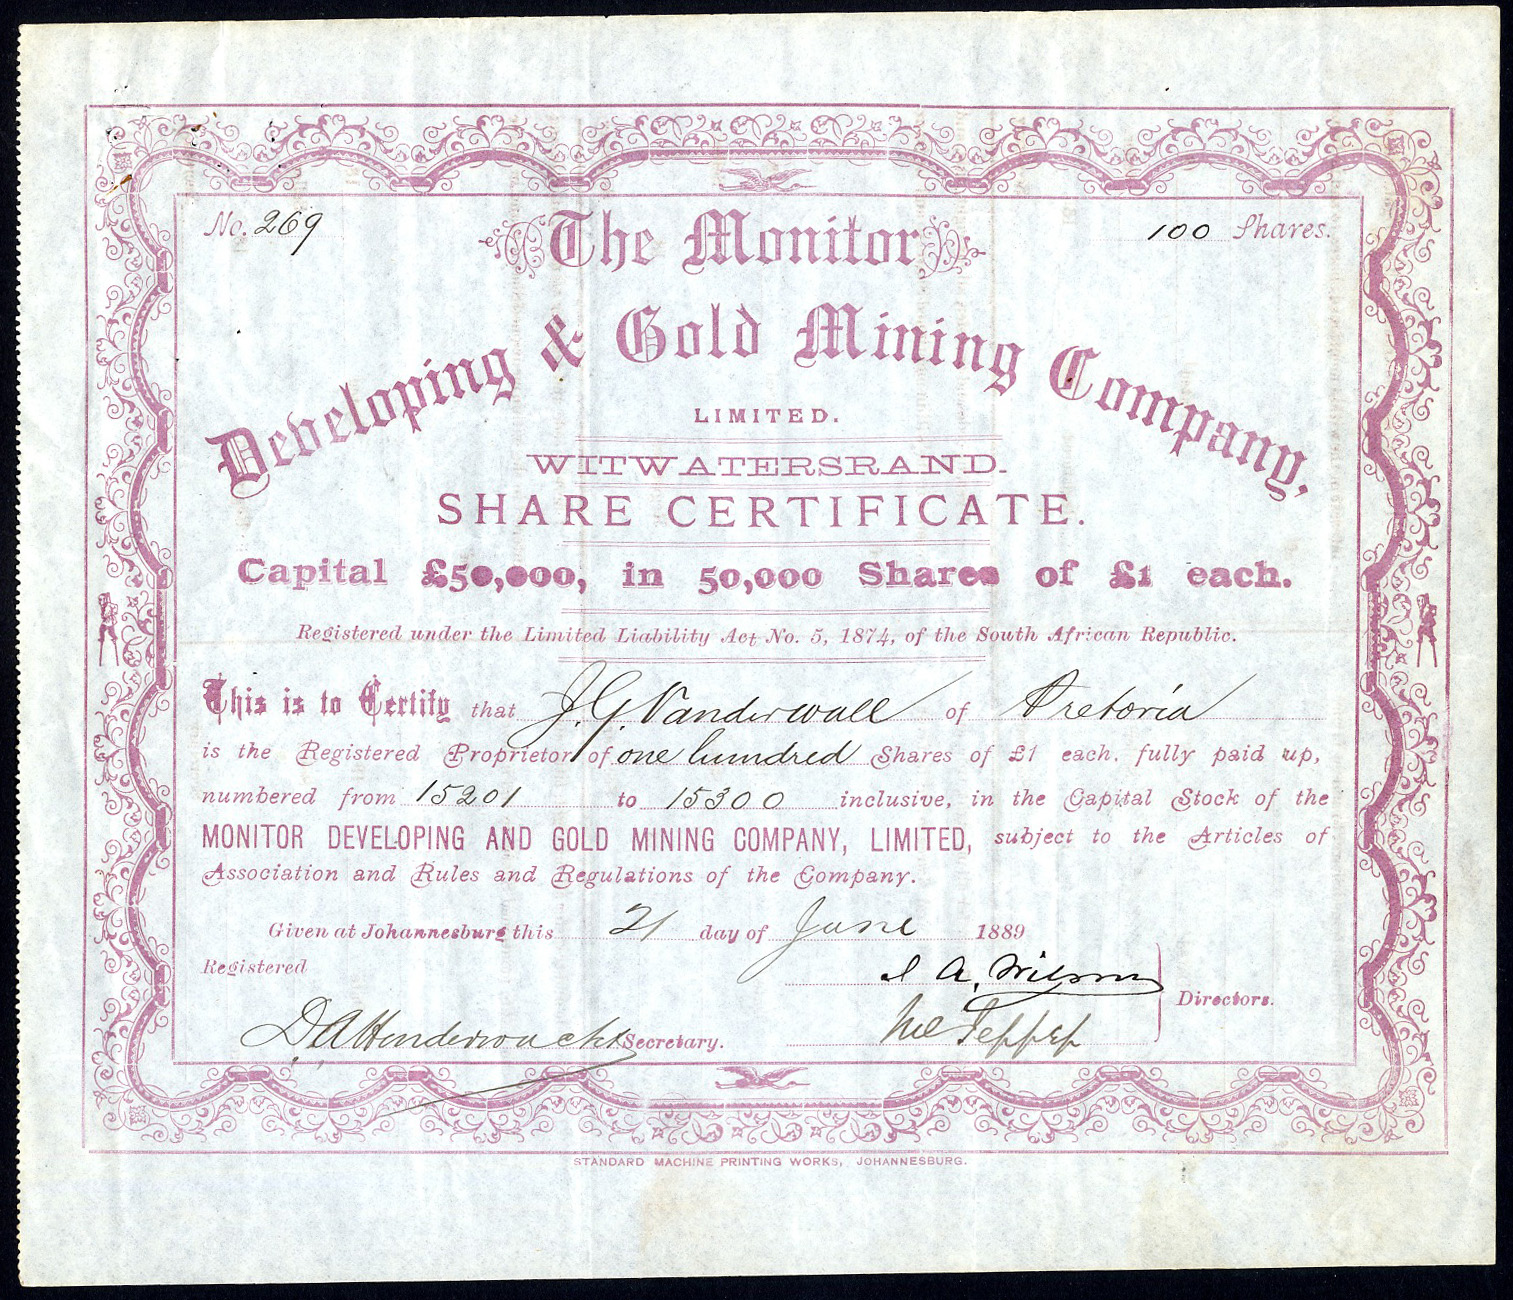 No. 269
100 Shares.
The Monitor
Developing & Gold Mining Company,
LIMITED.
WITWATERSRAND.
SHARE CERTIFICATE.
Capital £50,000, in 50,000 Shares of £1 each.
Registered under the Limited Liability Act No. 5, 1874, of the South African Republic.
This is to Certify that J. G. Vanderwall of Pretoria
is the Registered Proprietor of one hundred Shares of £1 each, fully paid up,
numbered from 15201 to 15300 inclusive, in the Capital Stock of the
MONITOR DEVELOPING AND GOLD MINING COMPANY, LIMITED, subject to the Articles of
Association and Rules and Regulations of the Company.
Given at Johannesburg this 21 day of June 1889
Registered
A. Wilson
Directors.
Secretary.
STANDARD MACHINE PRINTING WORKS, JOHANNESBURG.